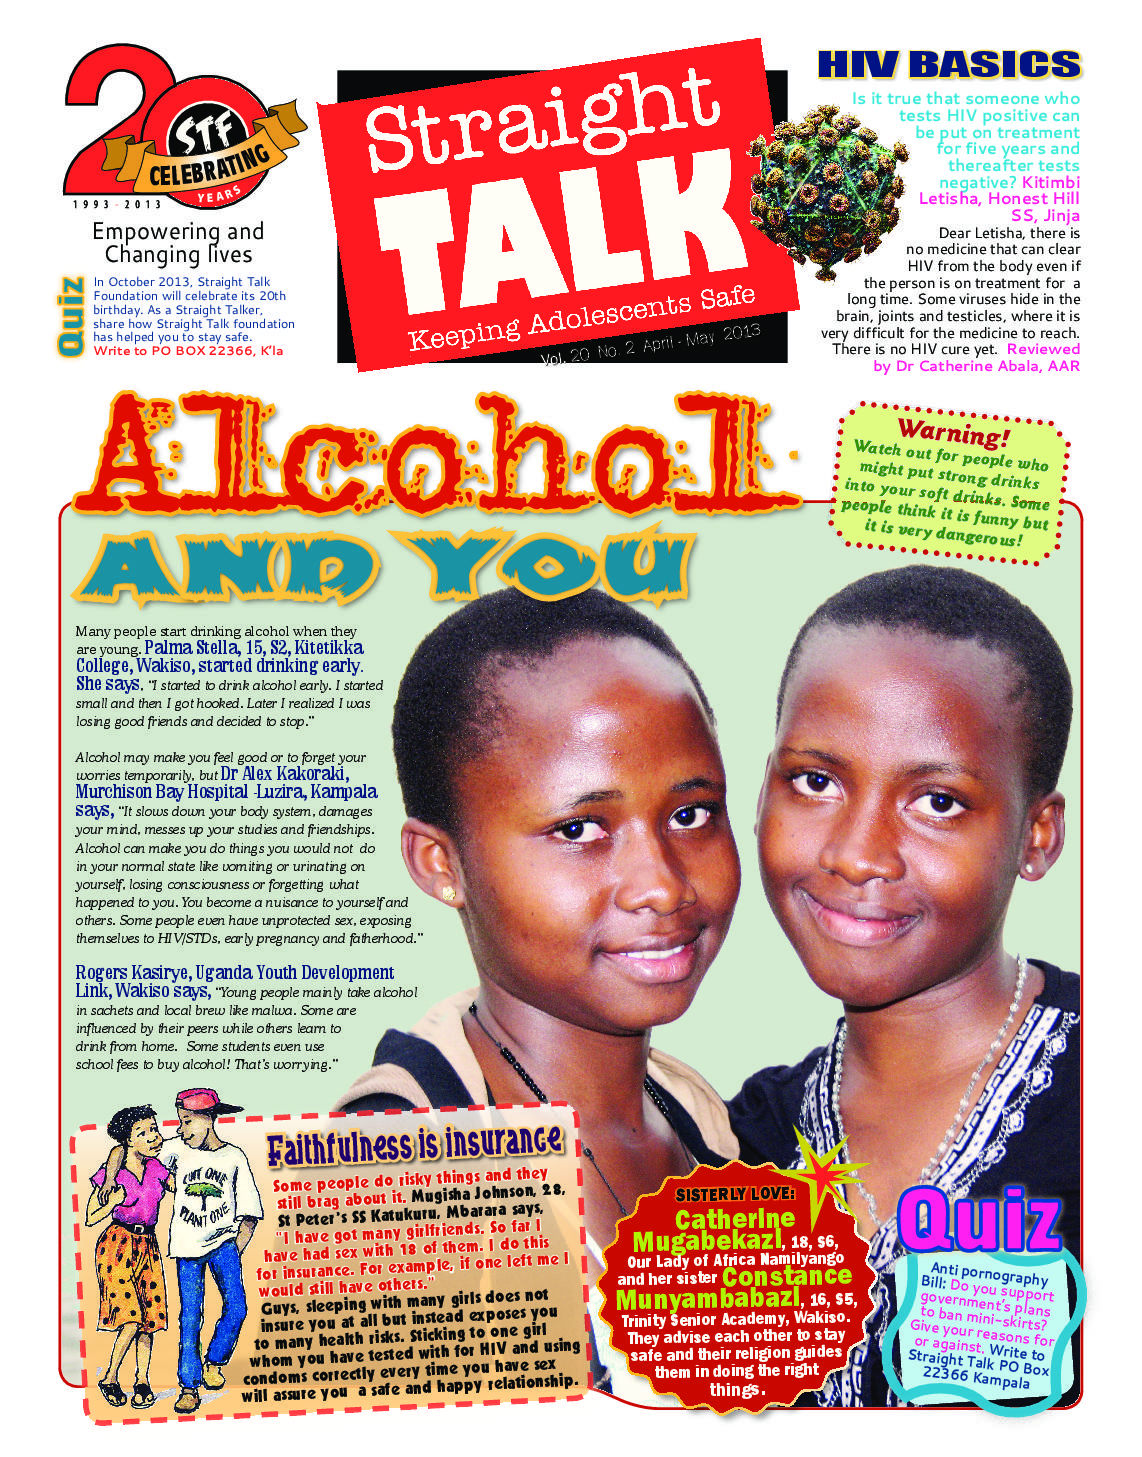 20
STF
CELEBRATING
YEARS
1993-2013
Empowering and
Changing lives
Quiz
In October 2013, Straight Talk
Foundation will celebrate its 20th
birthday. As a Straight Talker,
share how Straight Talk foundation
has helped you to stay safe.
Write to PO BOX 22366, K'la
Straight
TALK
Keeping Adolescents Safe
Vol. 20 No. 2 April - May 2013
HIV BASICS
Is it true that someone who
tests HIV positive can
be put on treatment
for five years and
thereafter tests
negative? Kitimbi
Letisha, Honest Hill
SS, Jinja
Dear Letisha, there is
no medicine that can clear
HIV from the body even if
the person is on treatment for a
long time. Some viruses hide in the
brain, joints and testicles, where it is
very difficult for the medicine to reach.
There is no HIV cure yet. Reviewed
by Dr Catherine Abala, AAR
Alcohol
AND YOU
Warning!
Watch out for people who
might put strong drinks
into your soft drinks. Some
people think it is funny but
it is very dangerous!
Many people start drinking alcohol when they
are young. Palma Stella, 15, S2, Kitetikka
College, Wakiso, started drinking early.
She says, "I started to drink alcohol early. I started
small and then I got hooked. Later I realized I was
losing good friends and decided to stop."
Alcohol may make you feel good or to forget your
worries temporarily, but Dr Alex Kakoraki,
Murchison Bay Hospital -Luzira, Kampala
says, "It slows down your body system, damages
your mind, messes up your studies and friendships.
Alcohol can make you do things you would not do
in your normal state like vomiting or urinating on
yourself, losing consciousness or forgetting what
happened to you. You become a nuisance to yourself and
others. Some people even have unprotected sex, exposing
themselves to HIV/STDs, early pregnancy and fatherhood."
Rogers Kasirye, Uganda Youth Development
Link, Wakiso says, "Young people mainly take alcohol
in sachets and local brew like malwa. Some are
influenced by their peers while others learn to
drink from home. Some students even use
school fees to buy alcohol! That's worrying."
CUT ONE
PLANT ONE
Faithfulness is insurance
Some people do risky things and they
still brag about it. Mugisha Johnson, 28,
St Peter's SS Katukuru, Mbarara says,
"I have got many girlfriends. So far I
have had sex with 18 of them. I do this
for insurance. For example, if one left me I
would still have others."
Guys, sleeping with many girls does not
insure you at all but instead exposes you
to many health risks. Sticking to one girl
whom you have tested with for HIV and using
condoms correctly every time you have sex
will assure you a safe and happy relationship.
SISTERLY LOVE:
Catherine
Mugabekazi, 18, S6,
Our Lady of Africa Namilyango
and her sister Constance
Munyambabazi, 16, S5,
Trinity Senior Academy, Wakiso.
They advise each other to stay
safe and their religion guides
them in doing the right
things.
Quiz
Anti pornography
Bill: Do you support
government's plans
to ban mini-skirts?
Give your reasons for
or against. Write to
Straight Talk PO Box
22366 Kampala